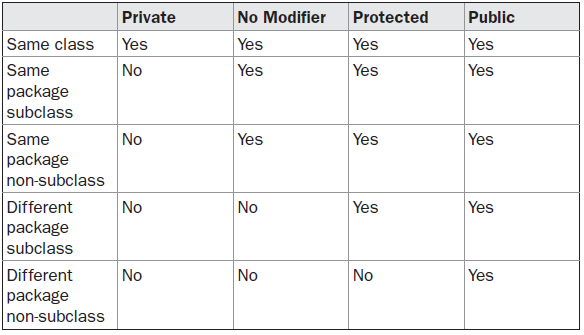 Private No Modifier Protected Public
Same class Yes Yes Yes Yes
Same No Yes Yes Yes
package
subclass
Same No Yes Yes Yes
package
non-subclass
Different No No Yes Yes
package
subclass
Different No No No Yes
package
non-subclass